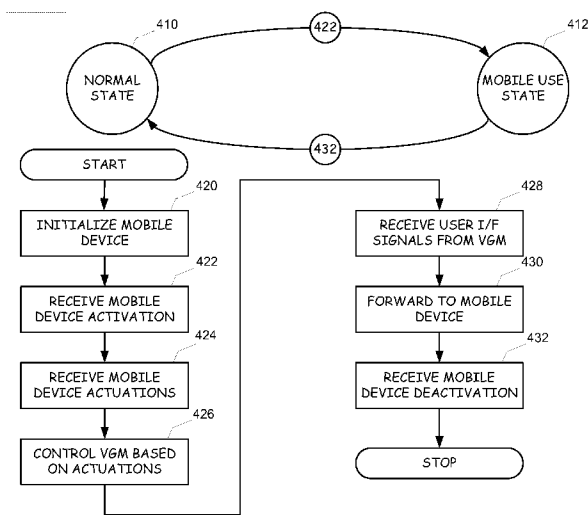 410
422
412
NORMAL
STATE
MOBILE USE
STATE
432
START
420
INITIALIZE MOBILE
DEVICE
422
RECEIVE MOBILE
DEVICE ACTIVATION
424
RECEIVE MOBILE
DEVICE ACTUATIONS
426
CONTROL VGM BASED
ON ACTUATIONS
428
RECEIVE USER I/F
SIGNALS FROM VGM
430
FORWARD TO MOBILE
DEVICE
432
RECEIVE MOBILE
DEVICE DEACTIVATION
STOP